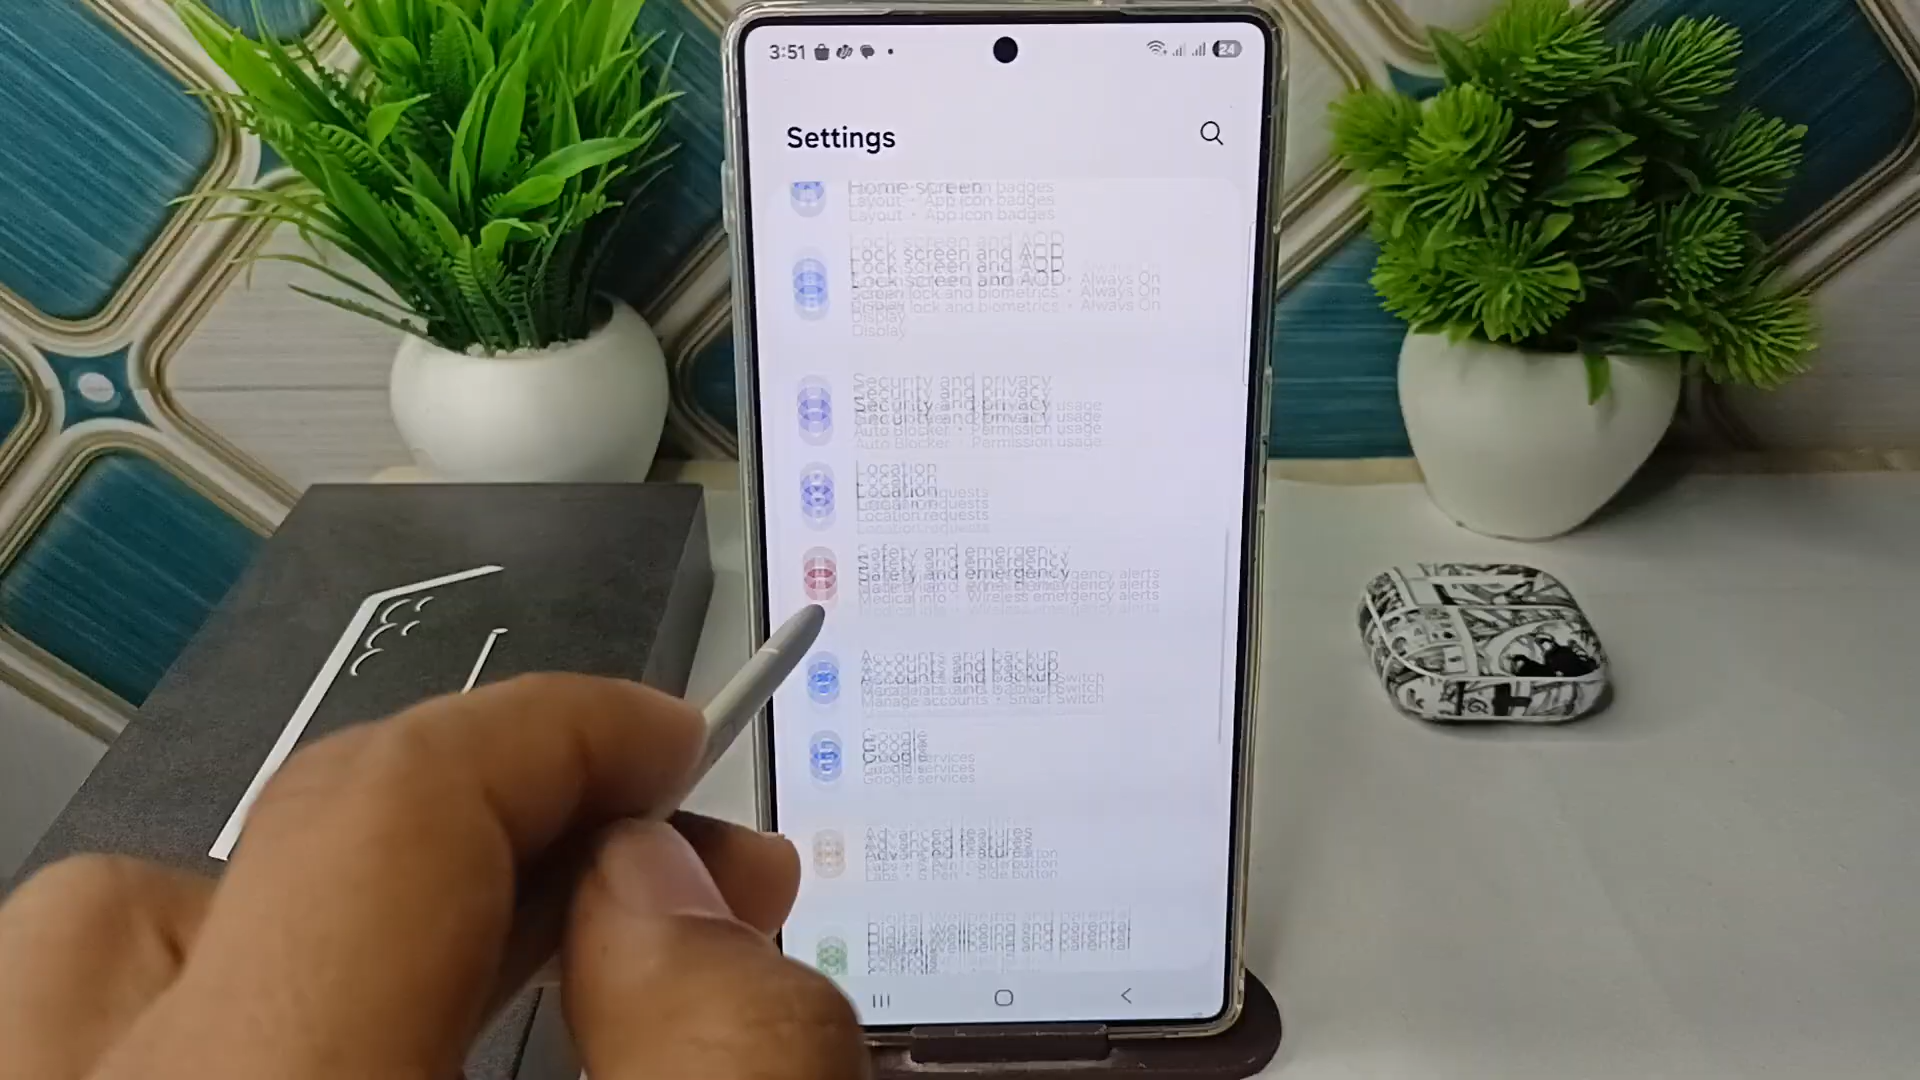 3:51
24
Settings
Home screen
Layout • App icon badges
Lock screen and AOD
Screen lock and biometrics • Always On
Display
Security and privacy
Auto Blocker • Permission usage
Location
Location requests
Safety and emergency
Medical info • Wireless emergency alerts
Accounts and backup
Manage accounts • Smart Switch
Google
Google services
Advanced features
Labs • S Pen • Side button
Digital Wellbeing and parental